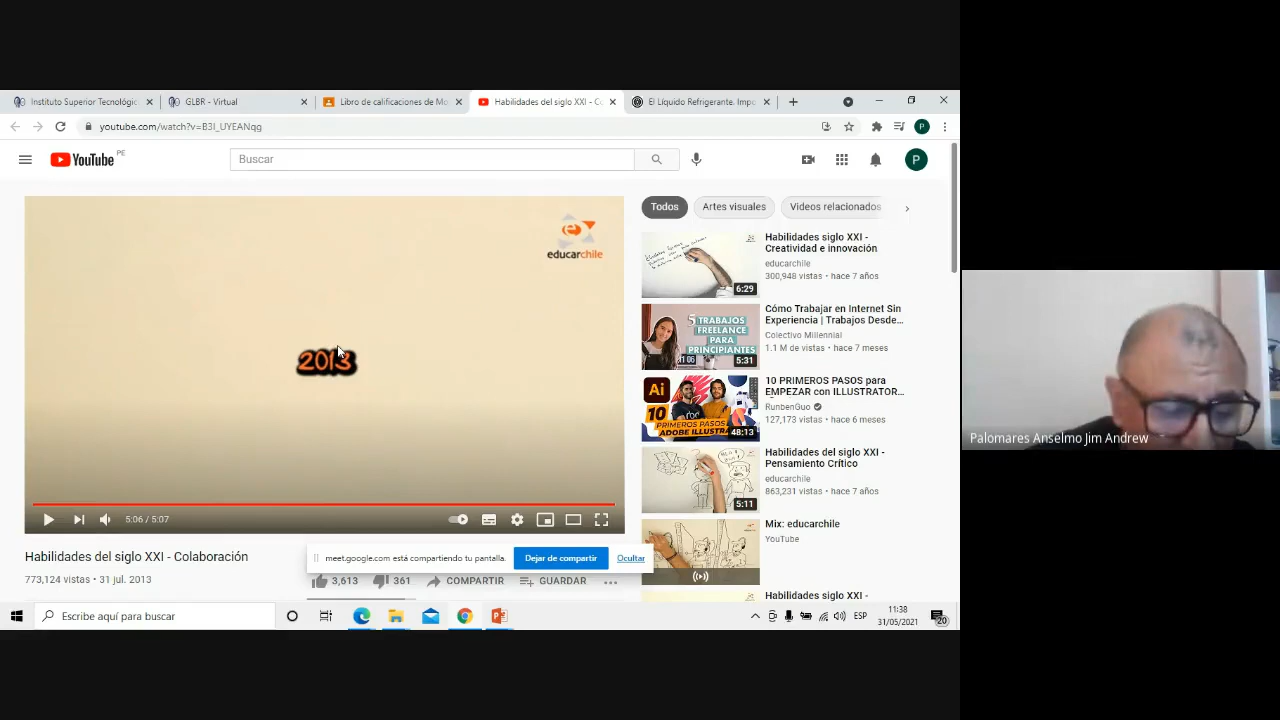 Instituto Superior Tecnológic
GLBR - Virtual
Libro de calificaciones de Mo
Habilidades del siglo XXI - Co
El Líquido Refrigerante. Imp
youtube.com/watch?v=B3I_UYEANqg
P
YouTube PE
Buscar
P
educarchile
2013
5:06 / 5:07
Habilidades del siglo XXI - Colaboración
773,124 vistas • 31 jul. 2013
meet.google.com está compartiendo tu pantalla.
Dejar de compartir
Ocultar
3,613
361
COMPARTIR
GUARDAR
Todos
Artes visuales
Videos relacionados
6:29
Habilidades siglo XXI -
Creatividad e innovación
educarchile
300,948 vistas • hace 7 años
5 TRABAJOS
FREELANCE
PARA
PRINCIPIANTES
5:31
Cómo Trabajar en Internet Sin
Experiencia | Trabajos Desde...
Colectivo Millennial
1.1 M de vistas • hace 7 meses
Ai
10
PRIMEROS PASOS
ADOBE ILLUSTR
48:13
10 PRIMEROS PASOS para
EMPEZAR con ILLUSTRATOR...
RunbenGuo
127,173 vistas • hace 6 meses
5:11
Habilidades del siglo XXI -
Pensamiento Crítico
educarchile
863,231 vistas • hace 7 años
Mix: educarchile
YouTube
Habilidades del siglo XXI -
Escribe aquí para buscar
ESP
11:38
31/05/2021
20
Palomares Anselmo Jim Andrew